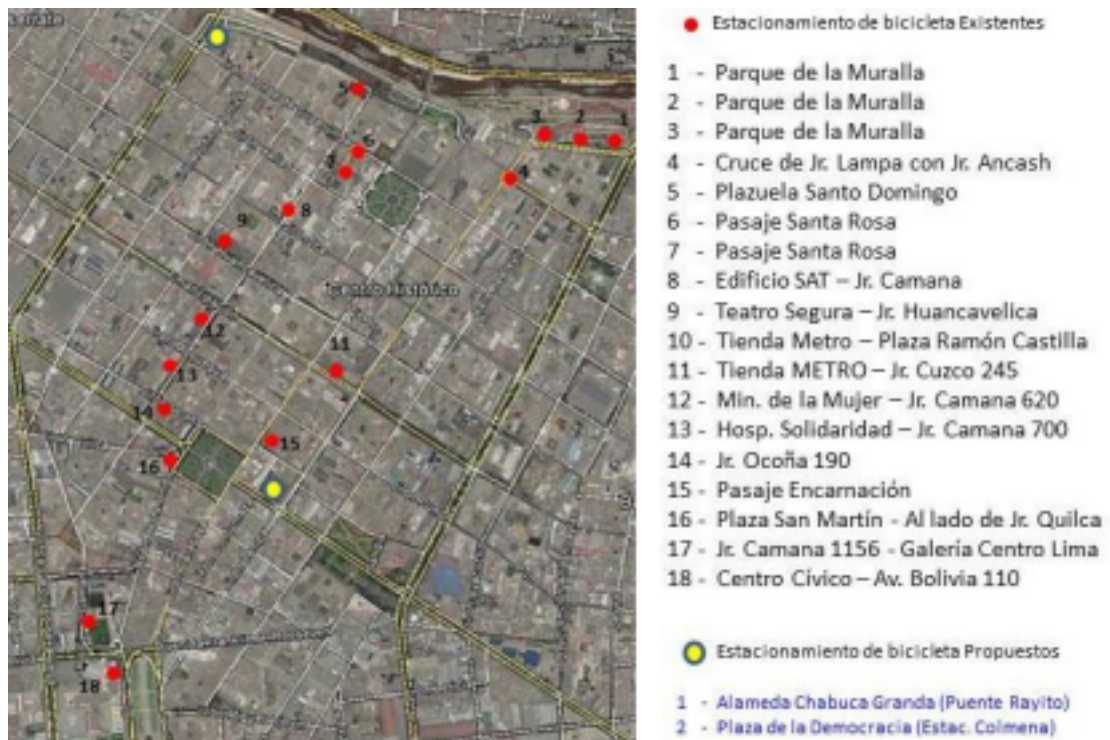 Centro Histórico
5
3
2
1
6
7
4
8
9
12
11
13
14
15
16
17
18
Estacionamiento de bicicleta Existentes
1 - Parque de la Muralla
2 - Parque de la Muralla
3 - Parque de la Muralla
4 - Cruce de Jr. Lampa con Jr. Ancash
5 - Plazuela Santo Domingo
6 - Pasaje Santa Rosa
7 - Pasaje Santa Rosa
8 - Edificio SAT – Jr. Camana
9 - Teatro Segura – Jr. Huancavelica
10 - Tienda Metro – Plaza Ramón Castilla
11 - Tienda METRO – Jr. Cuzco 245
12 - Min. de la Mujer – Jr. Camana 620
13 - Hosp. Solidaridad – Jr. Camana 700
14 - Jr. Ocoña 190
15 - Pasaje Encarnación
16 - Plaza San Martín - Al lado de Jr. Quilca
17 - Jr. Camana 1156 - Galería Centro Lima
18 - Centro Cívico – Av. Bolivia 110
Estacionamiento de bicicleta Propuestos
1 - Alameda Chabuca Granda (Puente Rayito)
2 - Plaza de la Democracia (Estac. Colmena)